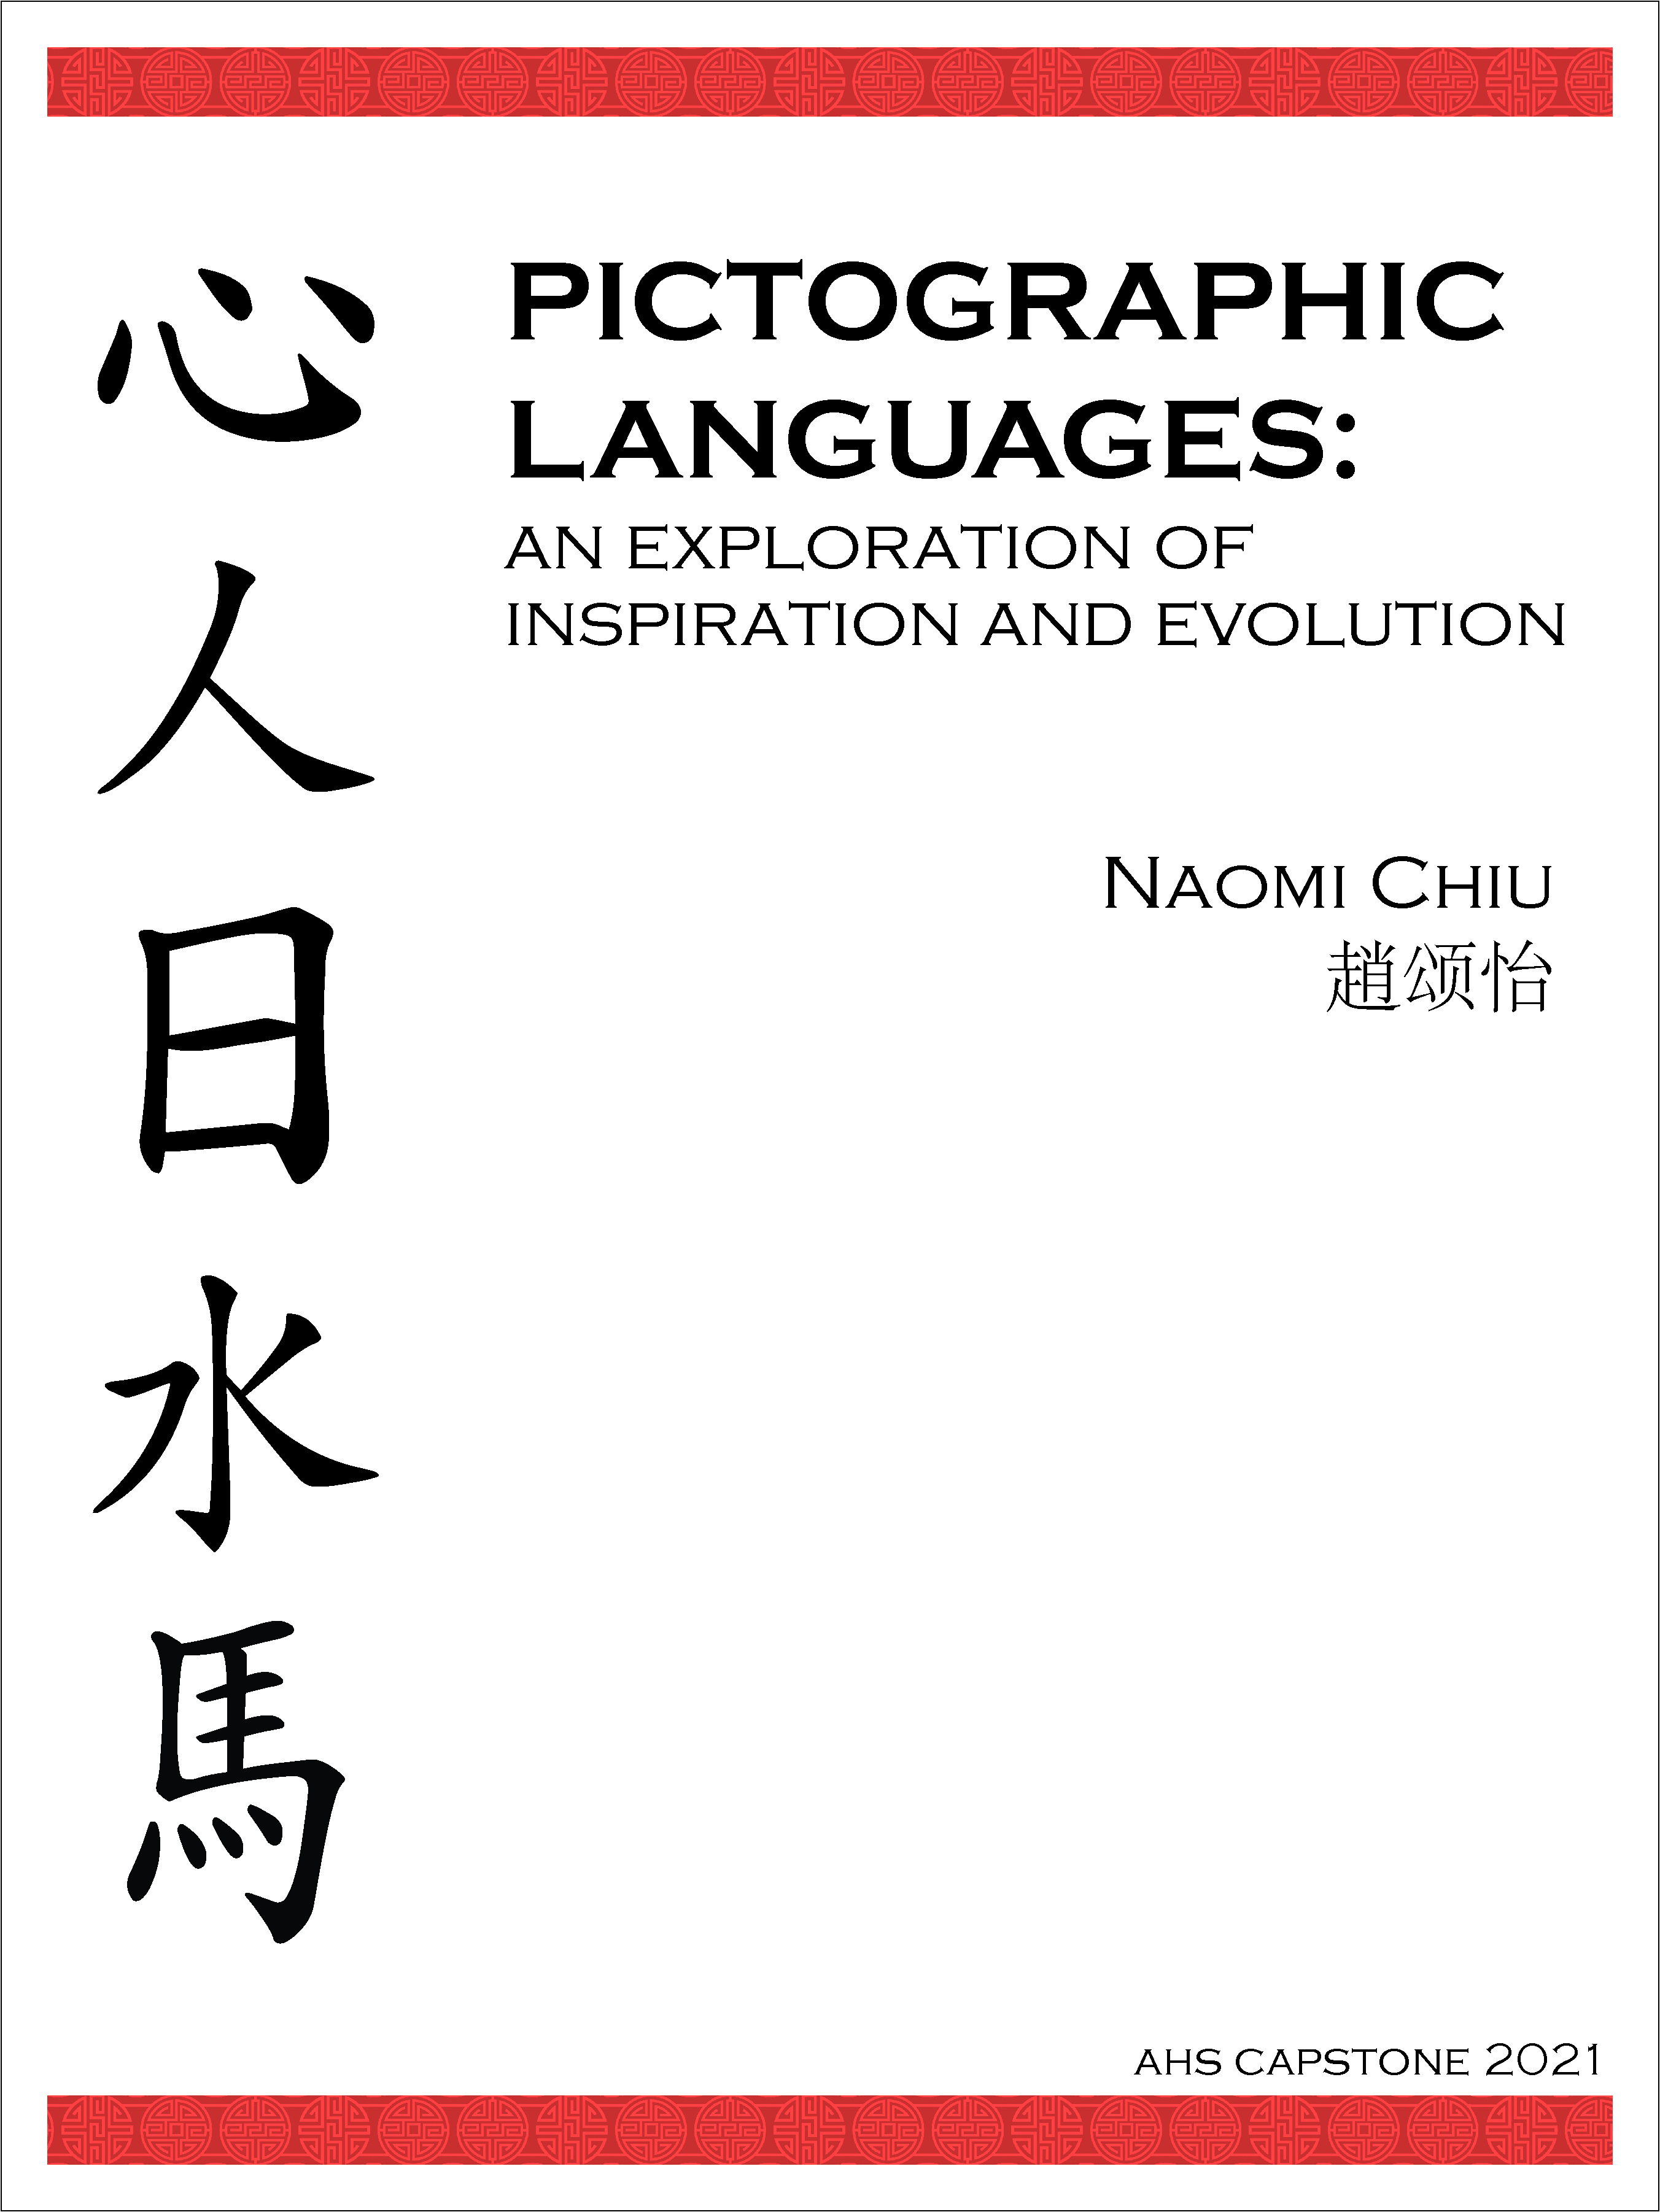 心
人
日
水
馬
PICTOGRAPHIC
LANGUAGES:
AN EXPLORATION OF
INSPIRATION AND EVOLUTION
NAOMI CHIU
趙颂怡
AHS CAPSTONE 2021